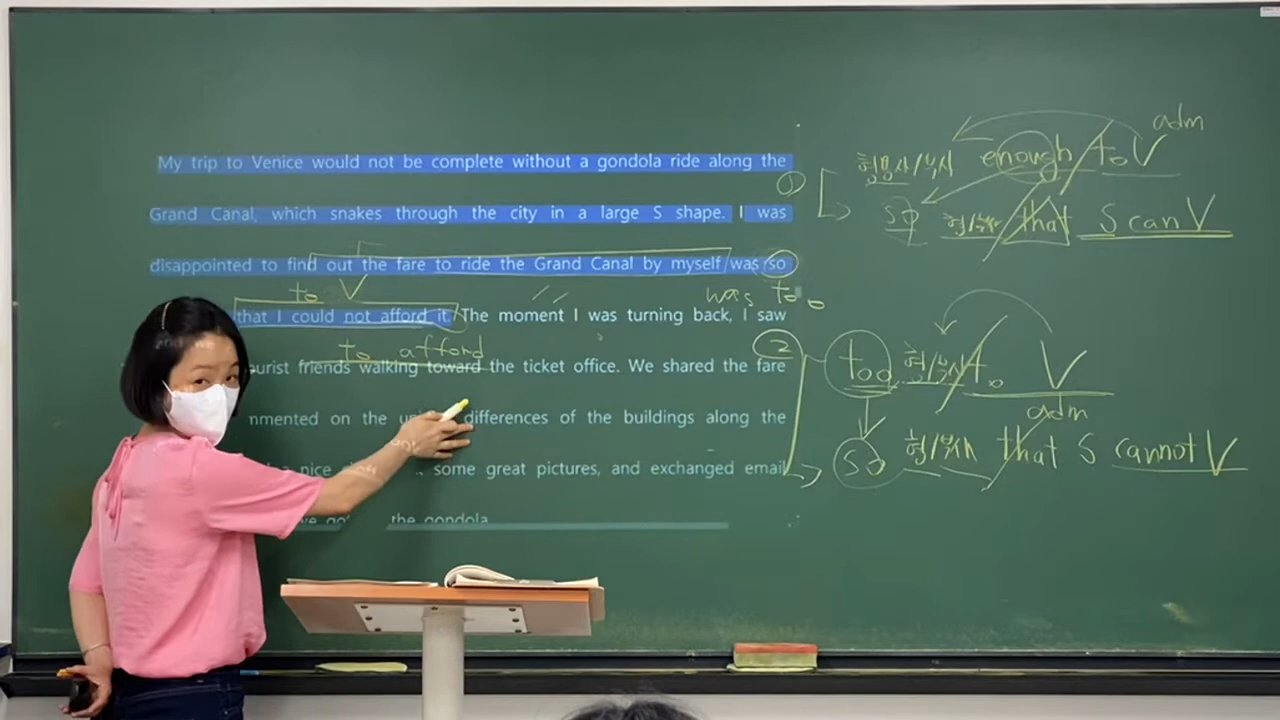 My trip to Venice would not be complete without a gondola ride along the
Grand Canal, which snakes through the city in a large S shape. I was
disappointed to find out the fare to ride the Grand Canal by myself was so
to V
was too
that I could not afford it. The moment I was turning back, I saw
to afford
tourist friends walking toward the ticket office. We shared the fare
commented on the differences of the buildings along the
nice some great pictures, and exchanged email
the gondola
adm
① 형용사/부사 enough to V
so 형/부사 that S can V
② too 형/부사 to V
adm
so 형/부사 that S cannot V